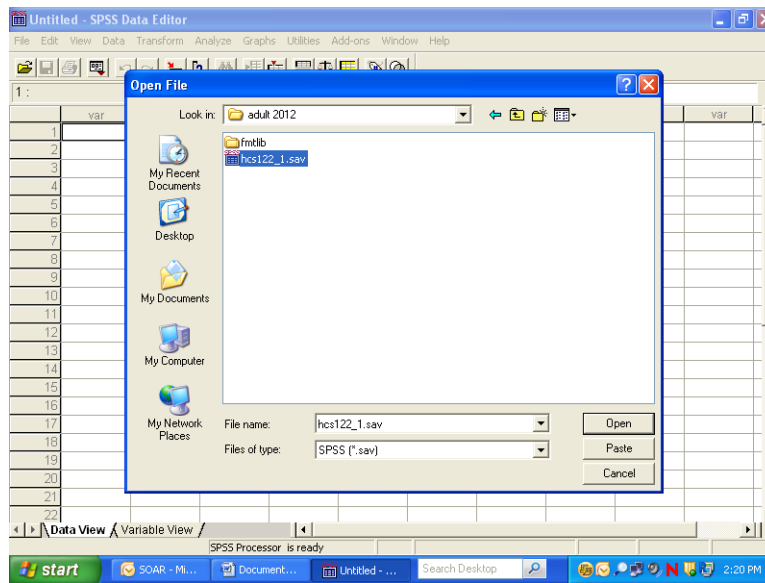 Untitled - SPSS Data Editor
File Edit View Data Transform Analyze Graphs Utilities Add-ons Window Help
Open File
1 :
Look in: adult 2012
var var
fmtlib
hcs122_1.sav
My Recent
Documents
Desktop
My Documents
My Computer
My Network
Places
File name: hcs122_1.sav Open
Files of type: SPSS (*.sav) Paste
Cancel
1
2
3
4
5
6
7
8
9
10
11
12
13
14
15
16
17
18
19
20
21
22
Data View Variable View
SPSS Processor is ready
start SOAR - Mi... Document... Untitled - ... Search Desktop 2:20 PM